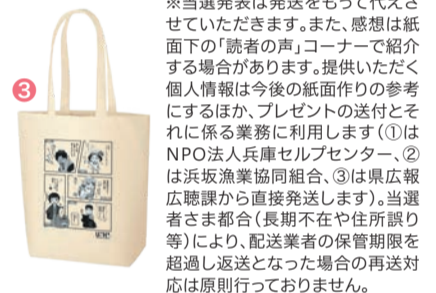 ※当選発表は発送をもって代えさ
せていただきます。また、感想は紙
面下の「読者の声」コーナーで紹介
する場合があります。提供いただく
個人情報は今後の紙面作りの参考
にするほか、プレゼントの送付とそ
れに係る業務に利用します(①は
NPO法人兵庫セルプセンター、②
は浜坂漁業協同組合、③は県広報
広聴課から直接発送します)。当選
者さま都合(長期不在や住所誤り
等)により、配送業者の保管期限を
超過し返送となった場合の再送対
応は原則行っておりません。
③